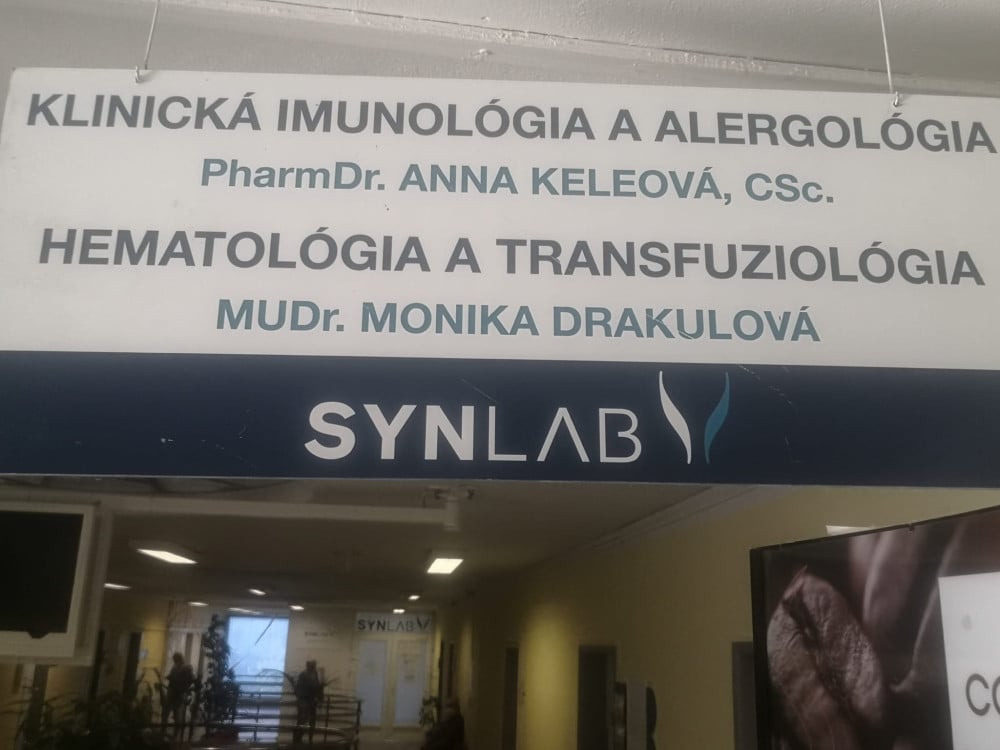 KLINICKÁ IMUNOLÓGIA A ALERGOLÓGIA
PharmDr. ANNA KELEOVÁ, CSc.
HEMATOLÓGIA A TRANSFUZIOLÓGIA
MUDr. MONIKA DRAKULOVÁ
SYNLAB
SYNLAB